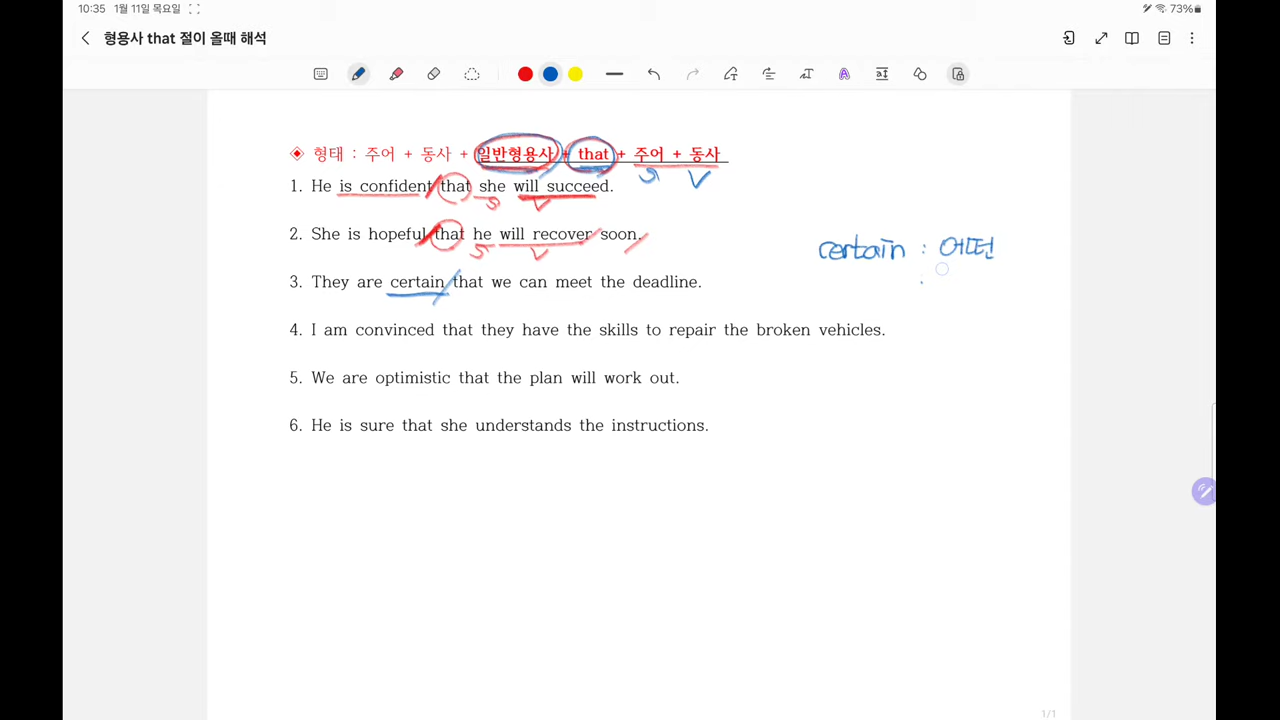 10:35 1월 11일 목요일 73%
형용사 that 절이 올때 해석
◈ 형태 : 주어 + 동사 + 일반형용사 + that + 주어 + 동사
S V
1. He is confident that she will succeed.
S V
2. She is hopeful that he will recover soon.
S V
certain : 어떤
:
3. They are certain that we can meet the deadline.
4. I am convinced that they have the skills to repair the broken vehicles.
5. We are optimistic that the plan will work out.
6. He is sure that she understands the instructions.
1/1